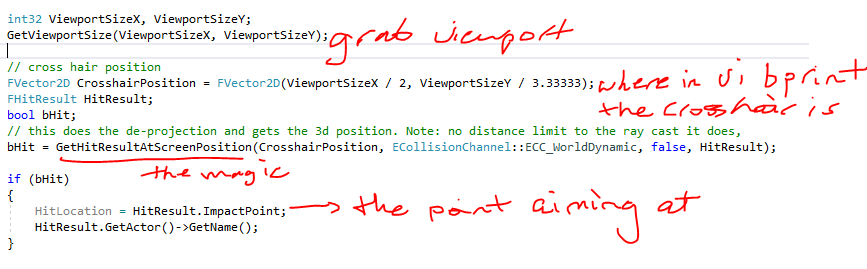 int32 ViewportSizeX, ViewportSizeY;
GetViewportSize(ViewportSizeX, ViewportSizeY); grab viewport
// cross hair position
FVector2D CrosshairPosition = FVector2D(ViewportSizeX / 2, ViewportSizeY / 3.33333); where in Ui bprint
FHitResult HitResult; the crosshair is
bool bHit;
// this does the de-projection and gets the 3d position. Note: no distance limit to the ray cast it does,
bHit = GetHitResultAtScreenPosition(CrosshairPosition, ECollisionChannel::ECC_WorldDynamic, false, HitResult);
the magic
if (bHit)
{
HitLocation = HitResult.ImpactPoint; the point aiming at
HitResult.GetActor()->GetName();
}